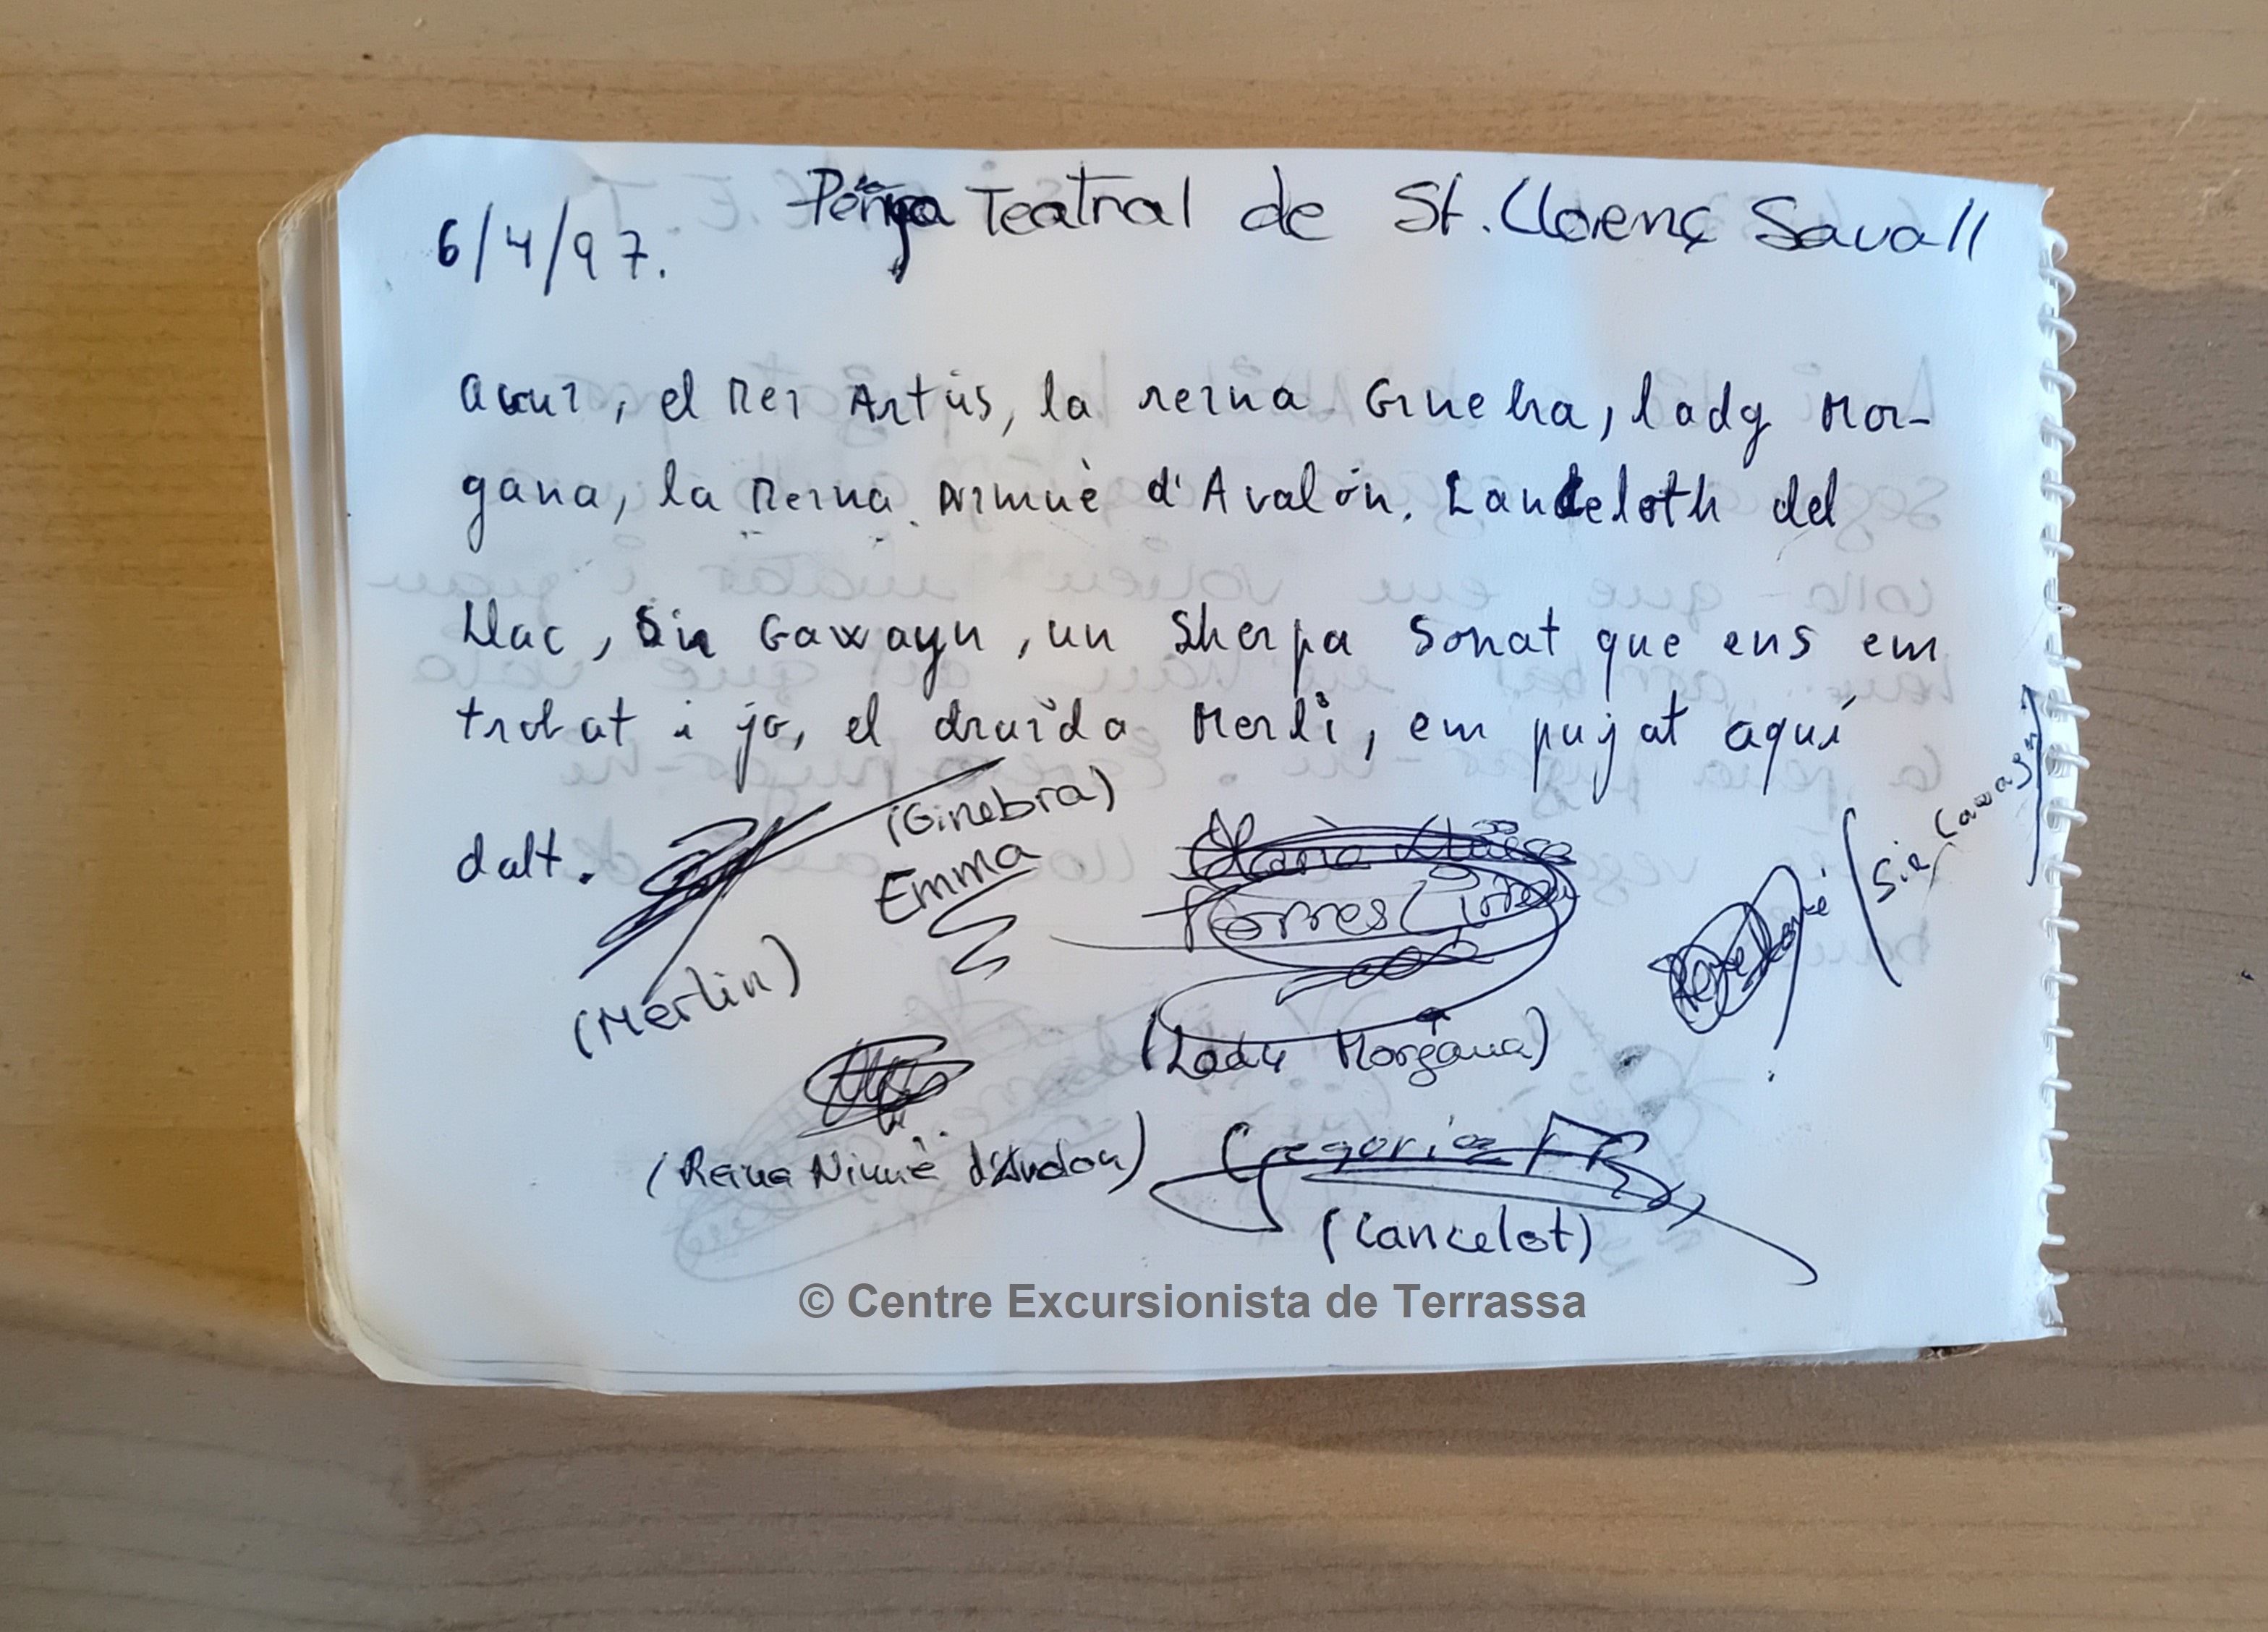 Penya Teatral de St. Llorenç Savall
6/4/97.
avui, el Rei Artús, la reina Ginebra, lady Mor-
gana, la Reina Nimuè d'Avalón, Lanceloth del
Llac, Sir Gawayn, un Sherpa sonat que ens em
trobat i jo, el druïda Merlí, em pujat aquí
dalt.
(Ginebra)
Emma
(Merlin)
Torres
(Sir Gawayn)
(Lady Morgana)
(Reina Nimuè d'Avalon)
(Lancelot)
© Centre Excursionista de Terrassa